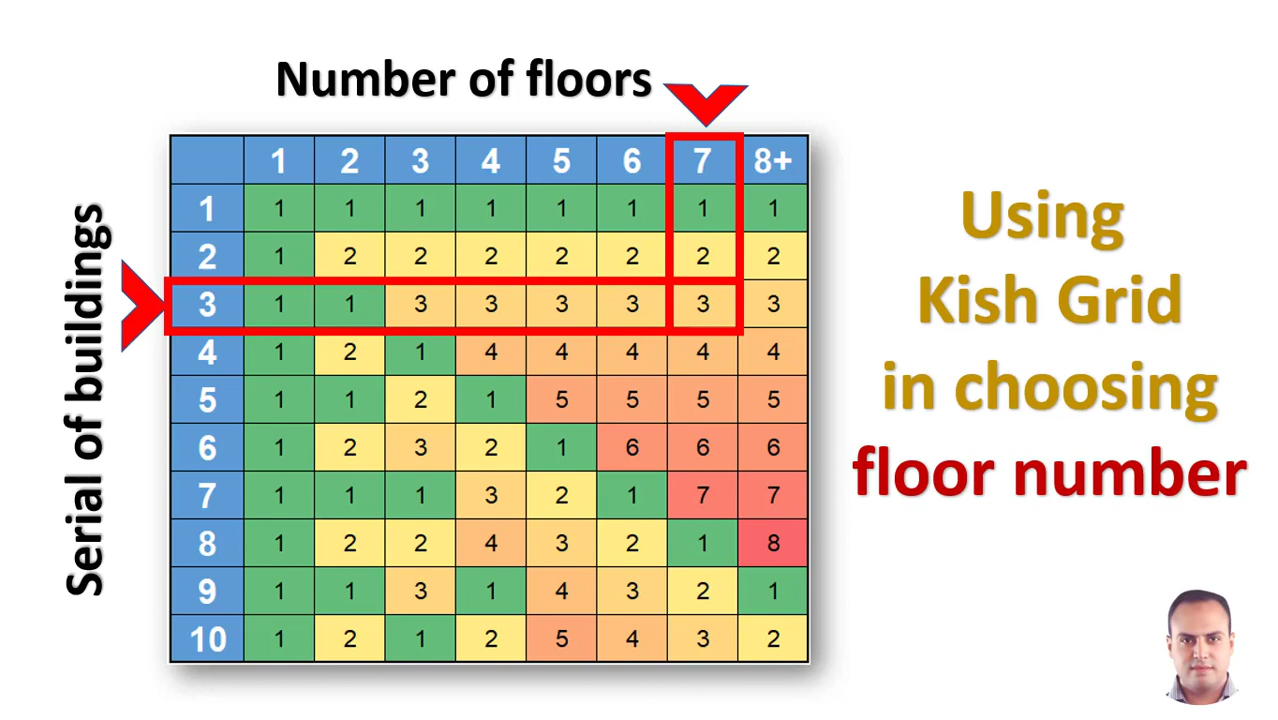 Number of floors
Serial of buildings
1 2 3 4 5 6 7 8+
1 1 1 1 1 1 1 1 1
2 1 2 2 2 2 2 2 2
3 1 1 3 3 3 3 3 3
4 1 2 1 4 4 4 4 4
5 1 1 2 1 5 5 5 5
6 1 2 3 2 1 6 6 6
7 1 1 1 3 2 1 7 7
8 1 2 2 4 3 2 1 8
9 1 1 3 1 4 3 2 1
10 1 2 1 2 5 4 3 2
Using
Kish Grid
in choosing
floor number